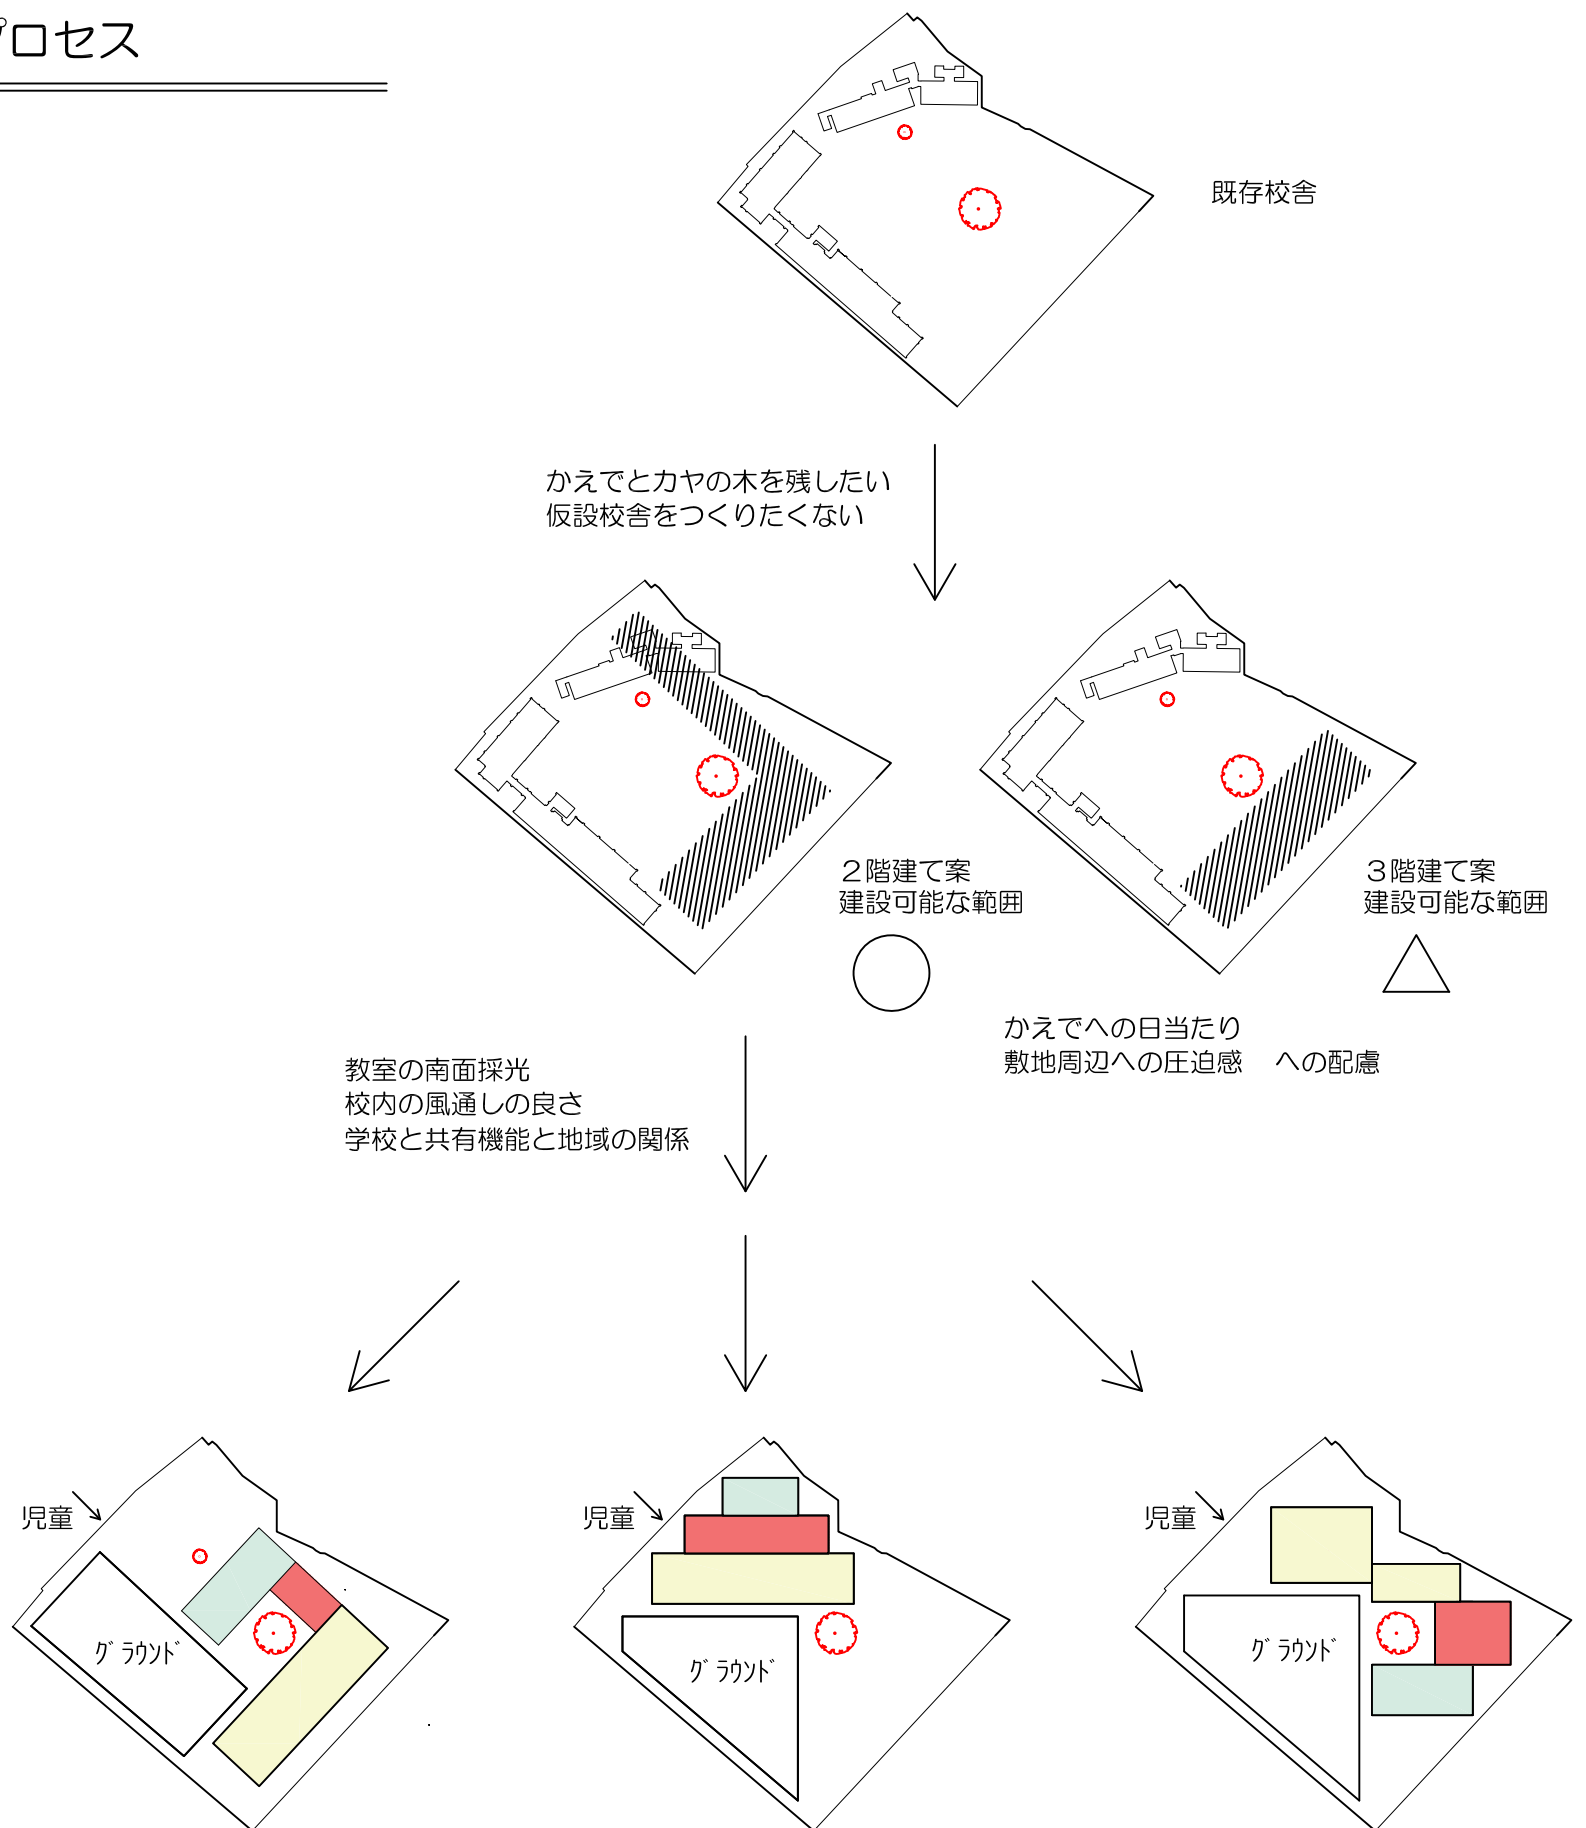 プロセス
既存校舎
かえでとカヤの木を残したい
仮設校舎をつくりたくない
２階建て案
建設可能な範囲
３階建て案
建設可能な範囲
かえでへの日当たり
敷地周辺への圧迫感　への配慮
教室の南面採光
校内の風通しの良さ
学校と共有機能と地域の関係
児童
ｸﾞﾗｳﾝﾄﾞ
児童
ｸﾞﾗｳﾝﾄﾞ
児童
ｸﾞﾗｳﾝﾄﾞ